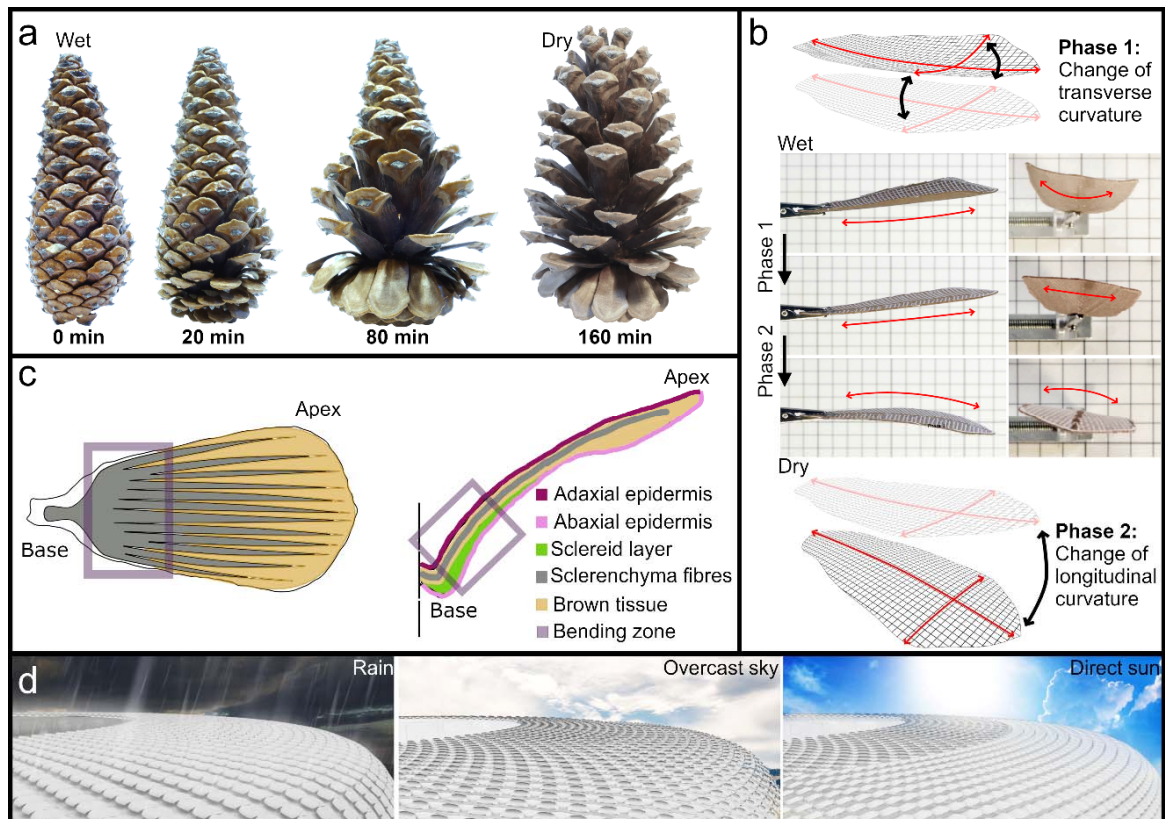 a
Wet
Dry
0 min
20 min
80 min
160 min
b
Phase 1:
Change of
transverse
curvature
Wet
Phase 1
Phase 2
Dry
Phase 2:
Change of
longitudinal
curvature
c
Apex
Base
Apex
Base
Adaxial epidermis
Abaxial epidermis
Sclereid layer
Sclerenchyma fibres
Brown tissue
Bending zone
d
Rain
Overcast sky
Direct sun